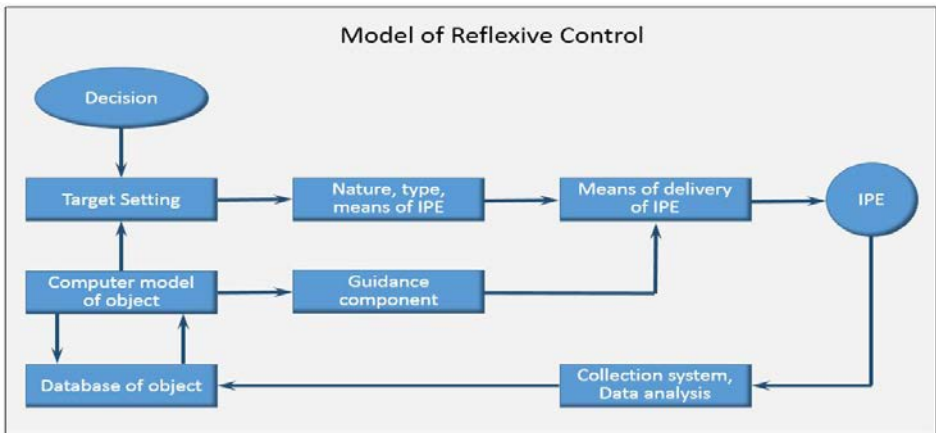 Model of Reflexive Control
Decision
Target Setting
Nature, type,
means of IPE
Means of delivery
of IPE
IPE
Computer model
of object
Guidance
component
Database of object
Collection system,
Data analysis